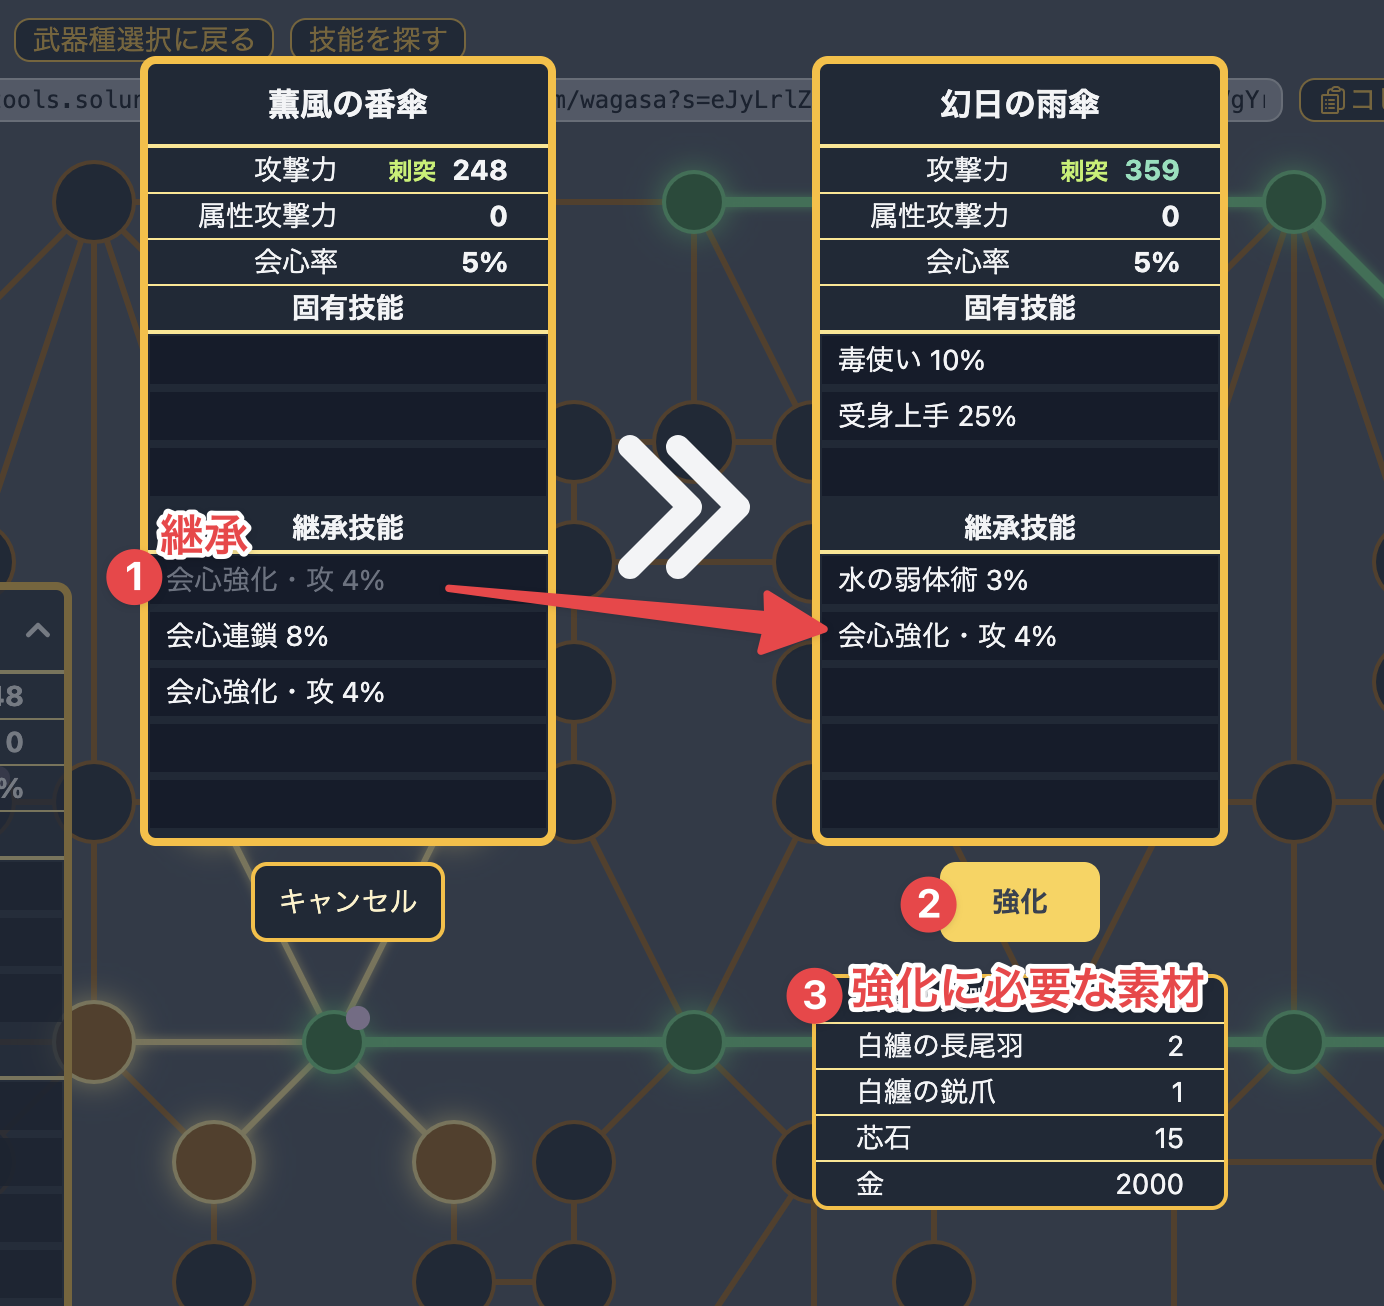 武器種選択に戻る
技能を探す
薫風の番傘
攻撃力 刺突 248
属性攻撃力 0
会心率 5%
固有技能
継承技能
継承
1
会心強化・攻 4%
会心連鎖 8%
会心強化・攻 4%
キャンセル
m/wagasa?s=eJyLrlZ
幻日の雨傘
攻撃力 刺突 359
属性攻撃力 0
会心率 5%
固有技能
毒使い 10%
受身上手 25%
継承技能
水の弱体術 3%
会心強化・攻 4%
2
強化
3
強化に必要な素材
白纏の長尾羽 2
白纏の鋭爪 1
芯石 15
金 2000
0
%